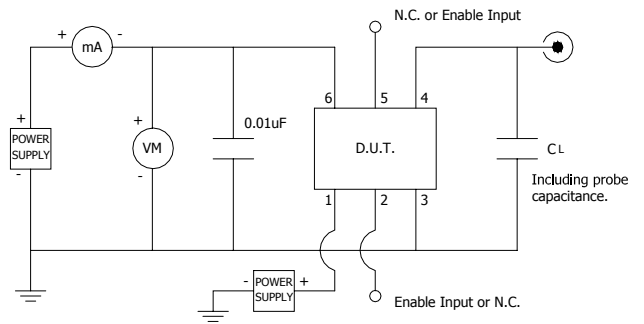 N.C. or Enable Input
+ mA -
6 5 4
+
POWER
SUPPLY
-
+
VM
-
0.01uF
D.U.T.
CL
Including probe
capacitance.
1 2 3
- POWER
SUPPLY +
Enable Input or N.C.